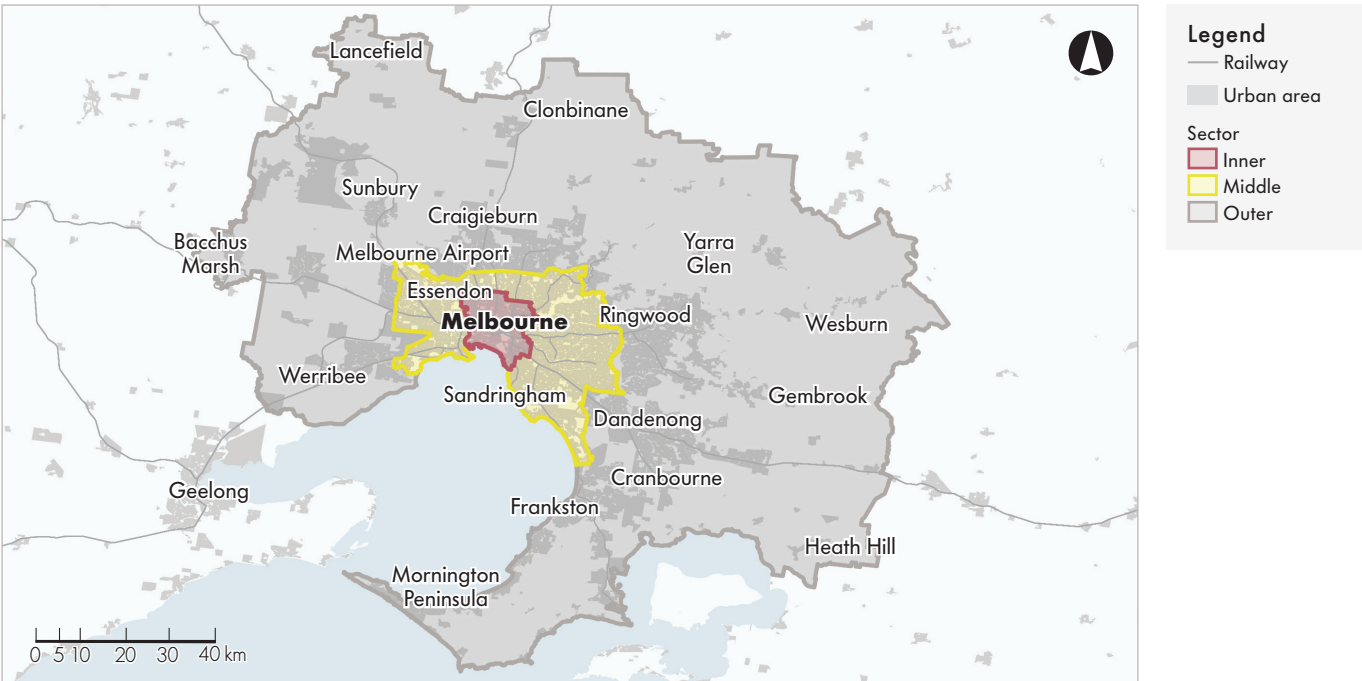 Lancefield
Clonbinane
Sunbury
Craigieburn
Bacchus
Marsh
Melbourne Airport
Yarra
Glen
Essendon
Melbourne
Ringwood
Wesburn
Werribee
Sandringham
Gembrook
Dandenong
Cranbourne
Geelong
Frankston
Heath Hill
Mornington
Peninsula
0 5 10 20 30 40 km
Legend
Railway
Urban area
Sector
Inner
Middle
Outer